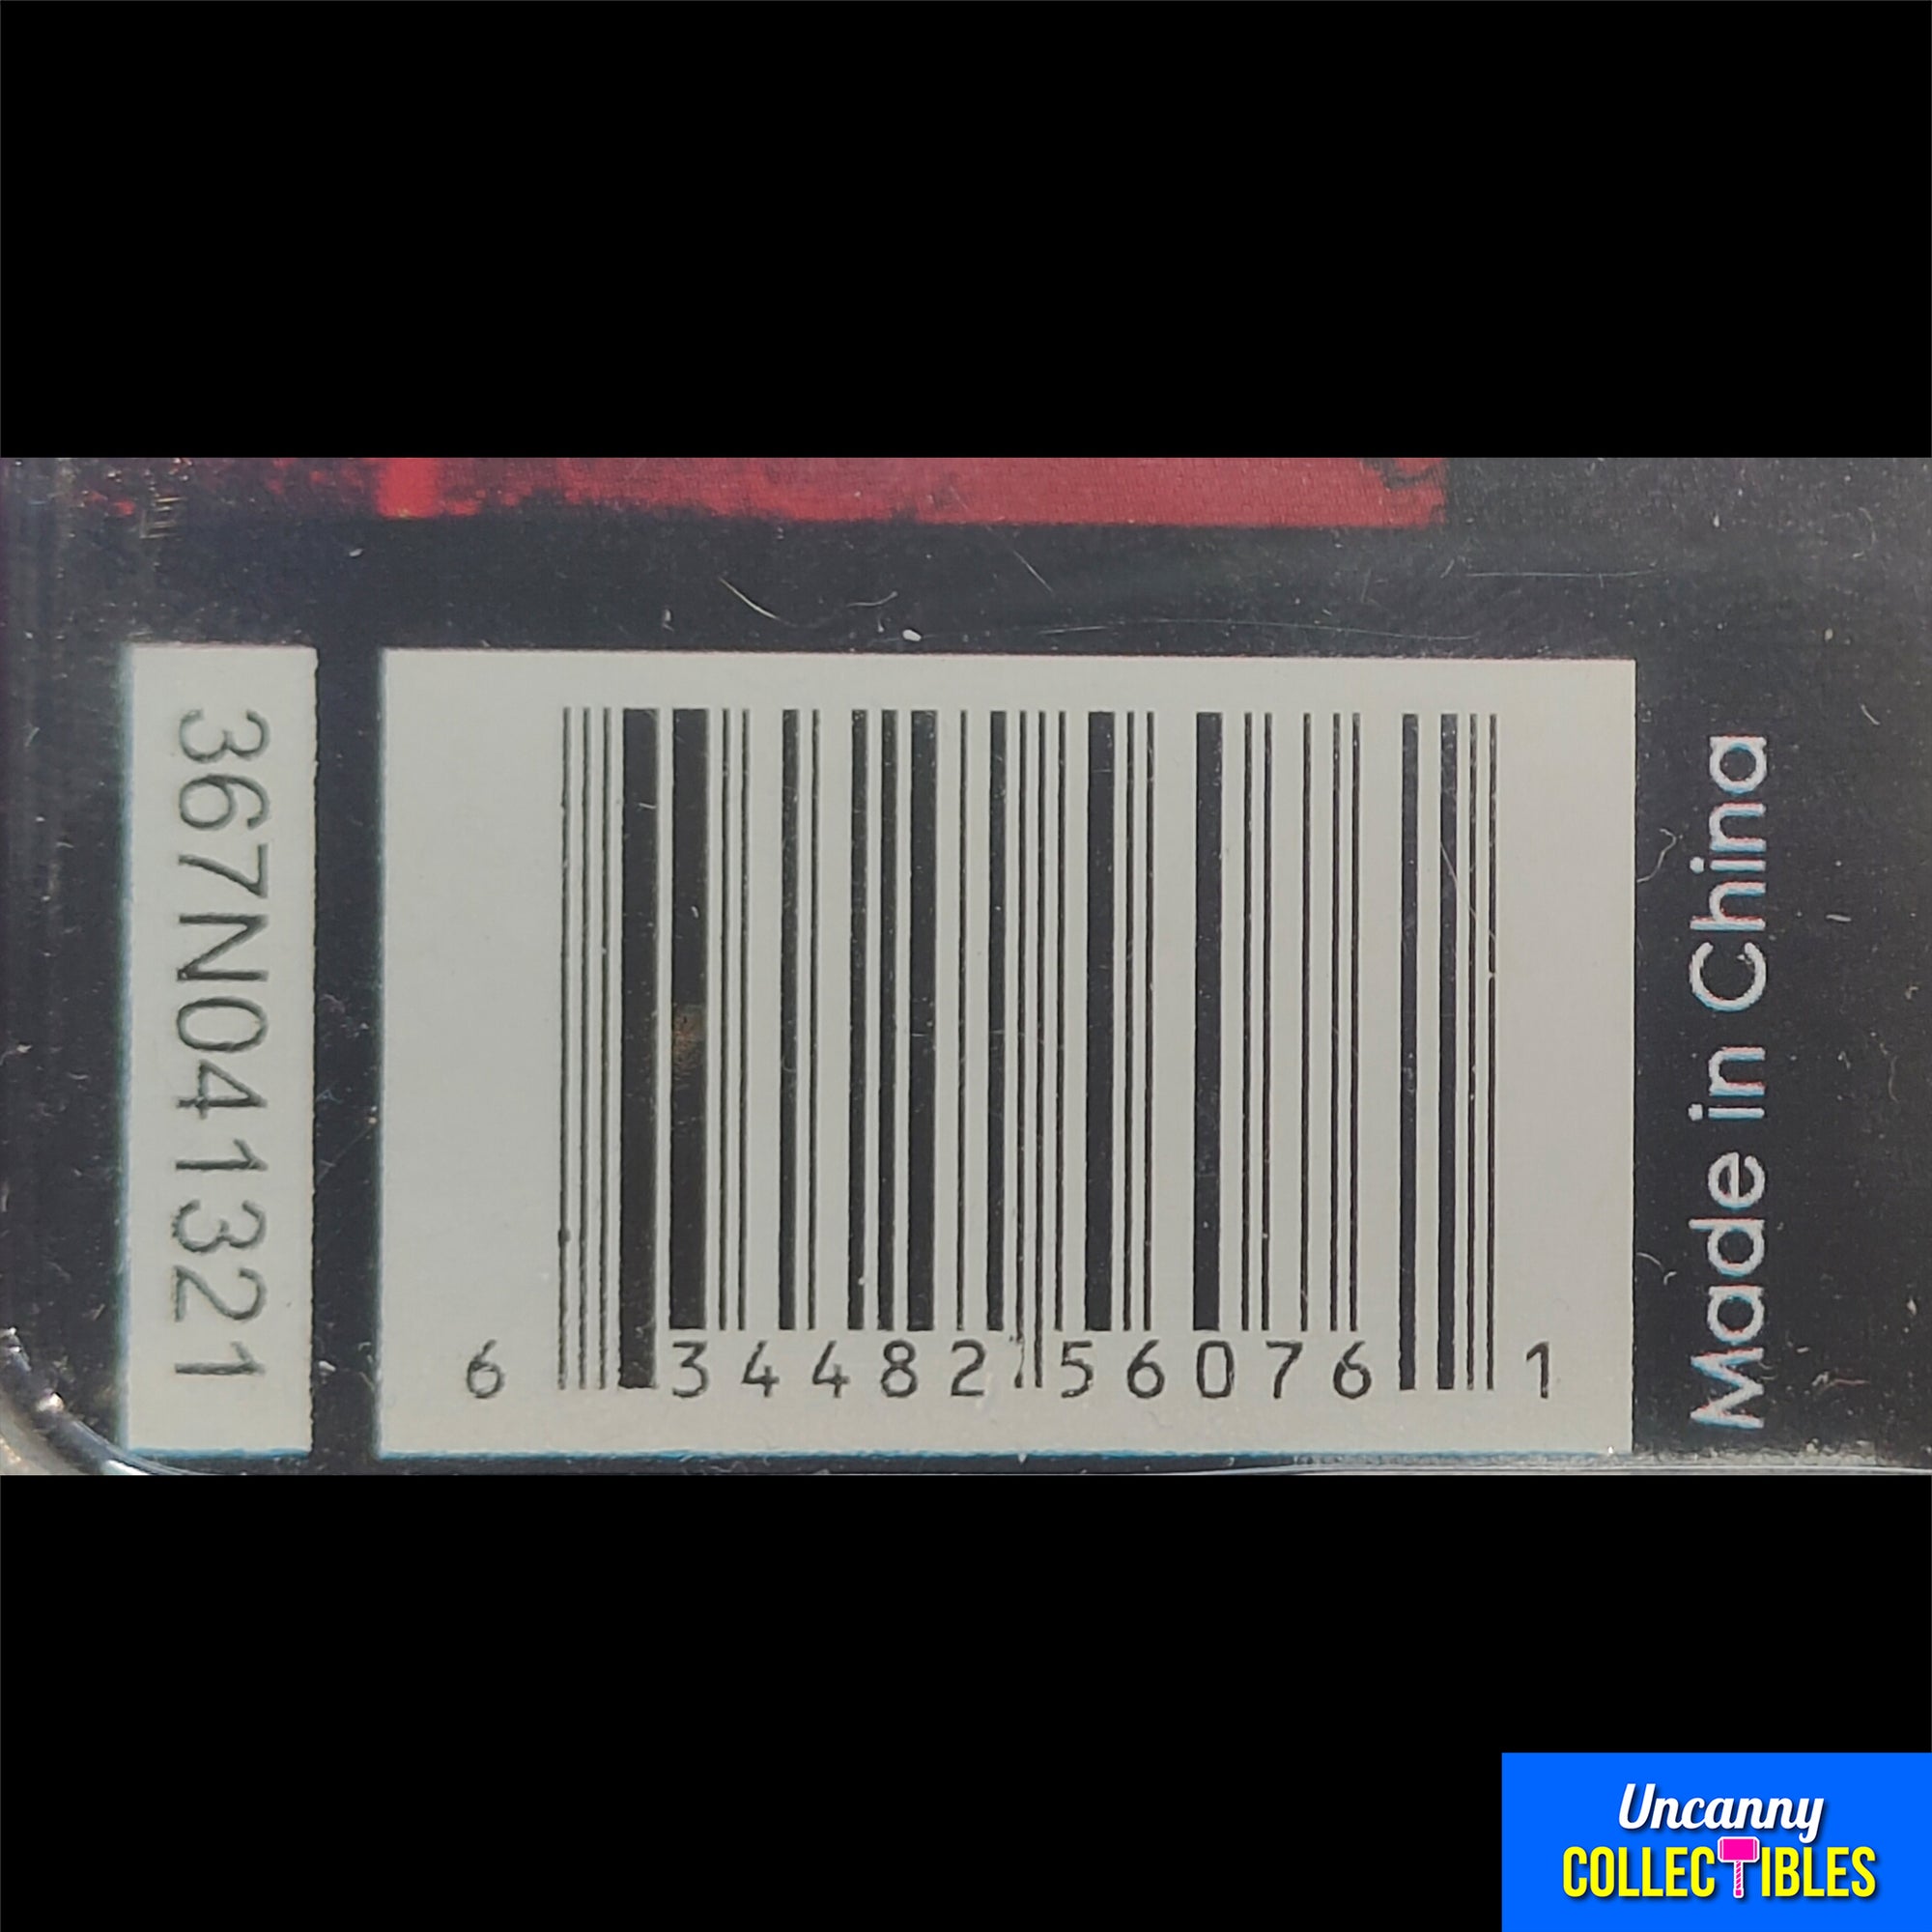 367N041321
6 34482 56076 1
Made in China
Uncanny
COLLECTIBLES